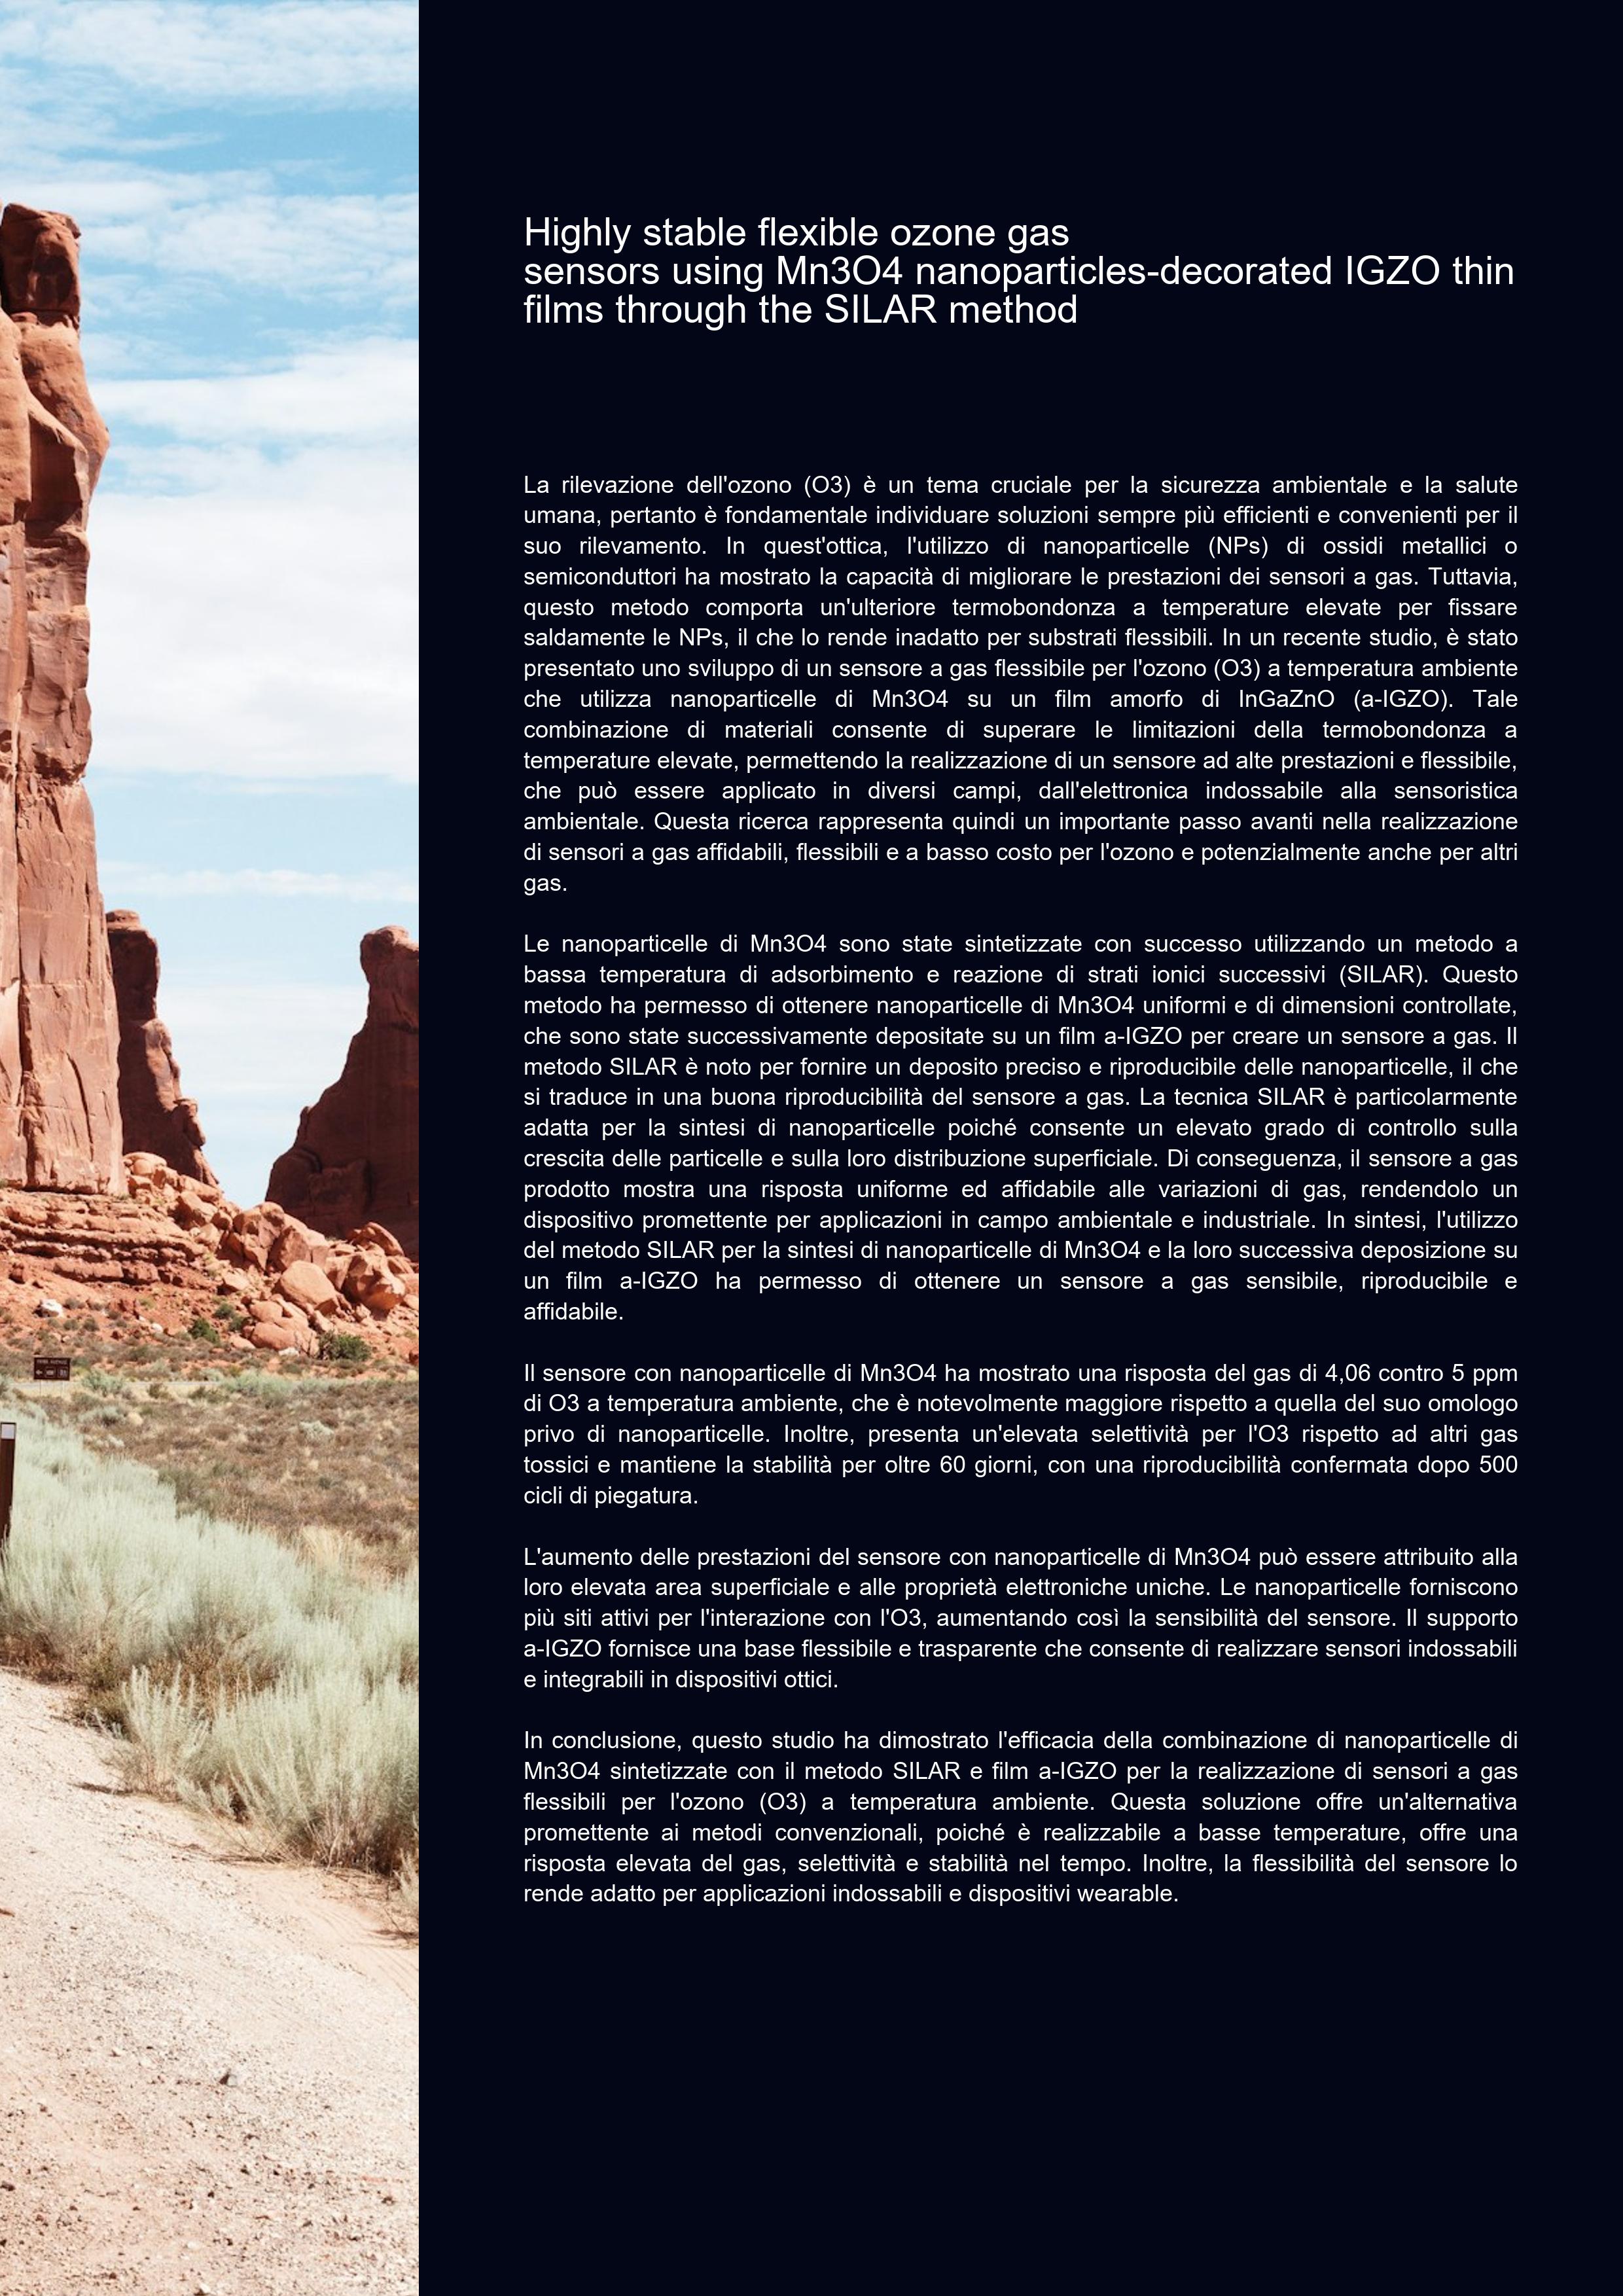 Highly stable flexible ozone gas
sensors using Mn3O4 nanoparticles-decorated IGZO thin
films through the SILAR method
La rilevazione dell'ozono (O3) è un tema cruciale per la sicurezza ambientale e la salute
umana, pertanto è fondamentale individuare soluzioni sempre più efficienti e convenienti per il
suo rilevamento. In quest'ottica, l'utilizzo di nanoparticelle (NPs) di ossidi metallici o
semiconduttori ha mostrato la capacità di migliorare le prestazioni dei sensori a gas. Tuttavia,
questo metodo comporta un'ulteriore termobondonza a temperature elevate per fissare
saldamente le NPs, il che lo rende inadatto per substrati flessibili. In un recente studio, è stato
presentato uno sviluppo di un sensore a gas flessibile per l'ozono (O3) a temperatura ambiente
che utilizza nanoparticelle di Mn3O4 su un film amorfo di InGaZnO (a-IGZO). Tale
combinazione di materiali consente di superare le limitazioni della termobondonza a
temperature elevate, permettendo la realizzazione di un sensore ad alte prestazioni e flessibile,
che può essere applicato in diversi campi, dall'elettronica indossabile alla sensoristica
ambientale. Questa ricerca rappresenta quindi un importante passo avanti nella realizzazione
di sensori a gas affidabili, flessibili e a basso costo per l'ozono e potenzialmente anche per altri
gas.
Le nanoparticelle di Mn3O4 sono state sintetizzate con successo utilizzando un metodo a
bassa temperatura di adsorbimento e reazione di strati ionici successivi (SILAR). Questo
metodo ha permesso di ottenere nanoparticelle di Mn3O4 uniformi e di dimensioni controllate,
che sono state successivamente depositate su un film a-IGZO per creare un sensore a gas. Il
metodo SILAR è noto per fornire un deposito preciso e riproducibile delle nanoparticelle, il che
si traduce in una buona riproducibilità del sensore a gas. La tecnica SILAR è particolarmente
adatta per la sintesi di nanoparticelle poiché consente un elevato grado di controllo sulla
crescita delle particelle e sulla loro distribuzione superficiale. Di conseguenza, il sensore a gas
prodotto mostra una risposta uniforme ed affidabile alle variazioni di gas, rendendolo un
dispositivo promettente per applicazioni in campo ambientale e industriale. In sintesi, l'utilizzo
del metodo SILAR per la sintesi di nanoparticelle di Mn3O4 e la loro successiva deposizione su
un film a-IGZO ha permesso di ottenere un sensore a gas sensibile, riproducibile e
affidabile.
Il sensore con nanoparticelle di Mn3O4 ha mostrato una risposta del gas di 4,06 contro 5 ppm
di O3 a temperatura ambiente, che è notevolmente maggiore rispetto a quella del suo omologo
privo di nanoparticelle. Inoltre, presenta un'elevata selettività per l'O3 rispetto ad altri gas
tossici e mantiene la stabilità per oltre 60 giorni, con una riproducibilità confermata dopo 500
cicli di piegatura.
L'aumento delle prestazioni del sensore con nanoparticelle di Mn3O4 può essere attribuito alla
loro elevata area superficiale e alle proprietà elettroniche uniche. Le nanoparticelle forniscono
più siti attivi per l'interazione con l'O3, aumentando così la sensibilità del sensore. Il supporto
a-IGZO fornisce una base flessibile e trasparente che consente di realizzare sensori indossabili
e integrabili in dispositivi ottici.
In conclusione, questo studio ha dimostrato l'efficacia della combinazione di nanoparticelle di
Mn3O4 sintetizzate con il metodo SILAR e film a-IGZO per la realizzazione di sensori a gas
flessibili per l'ozono (O3) a temperatura ambiente. Questa soluzione offre un'alternativa
promettente ai metodi convenzionali, poiché è realizzabile a basse temperature, offre una
risposta elevata del gas, selettività e stabilità nel tempo. Inoltre, la flessibilità del sensore lo
rende adatto per applicazioni indossabili e dispositivi wearable.